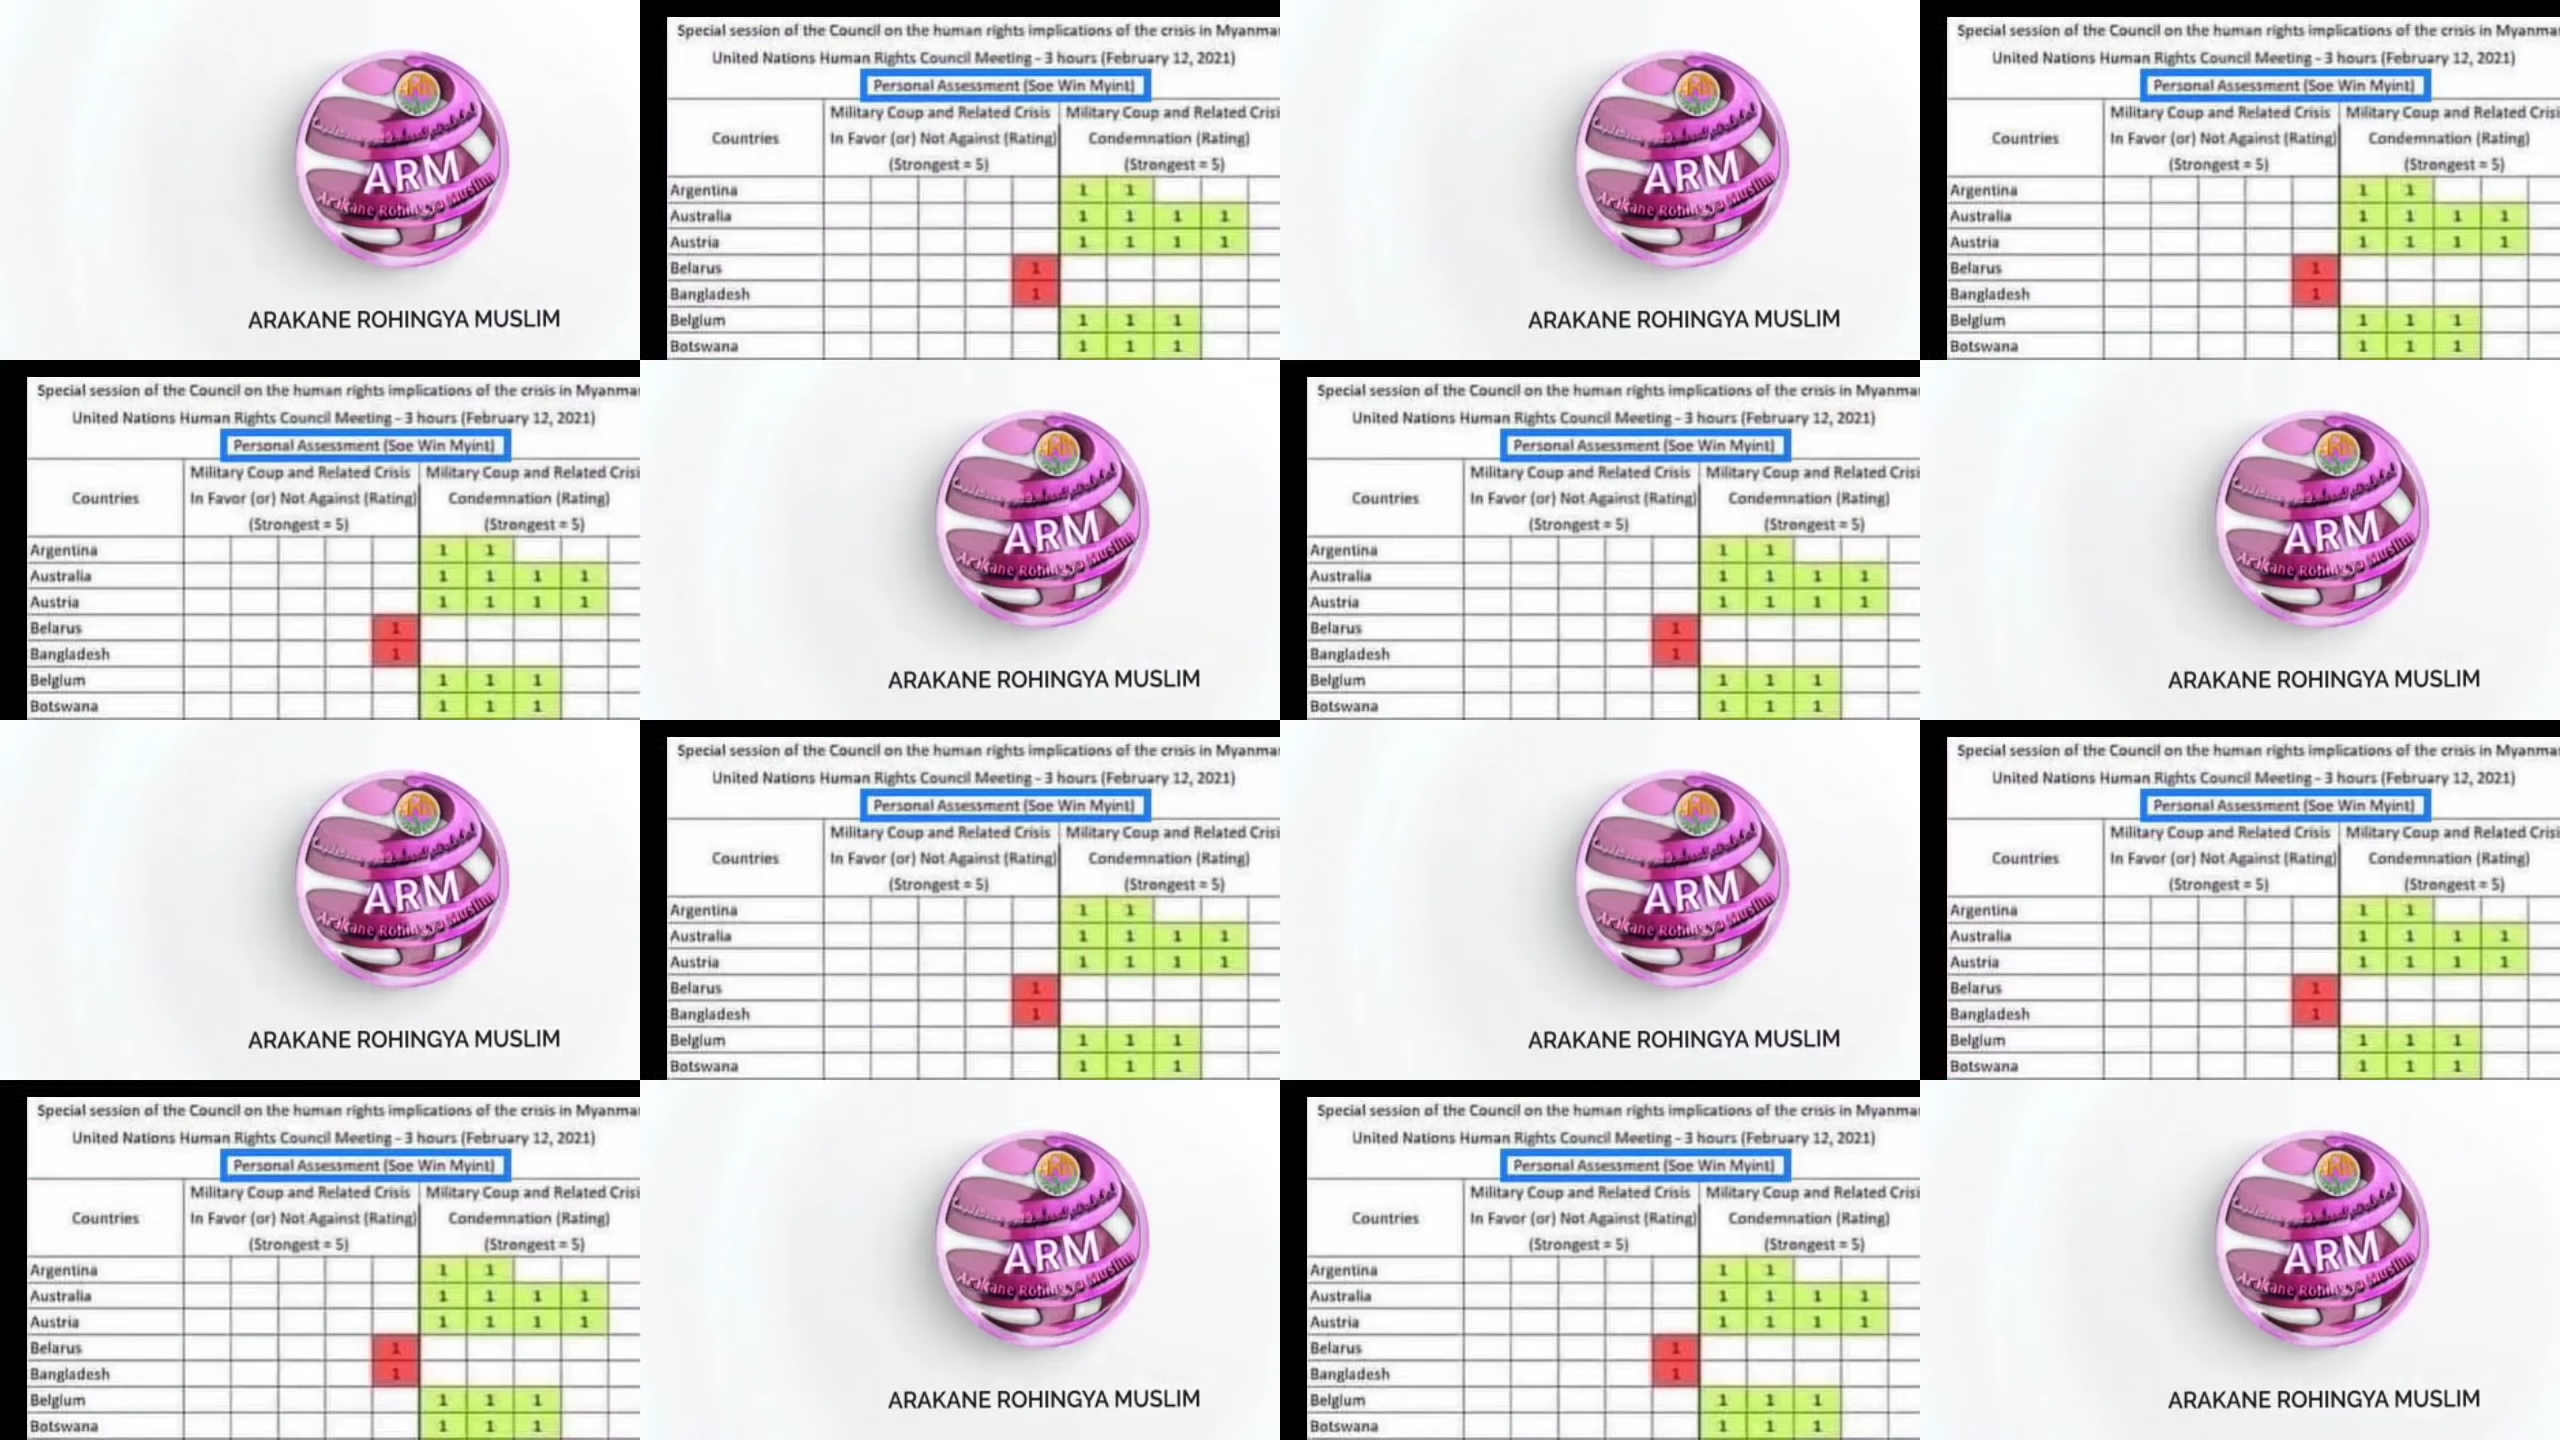 ARM
Arakane Rohingya Muslim
ARAKANE ROHINGYA MUSLIM
Special session of the Council on the human rights implications of the crisis in Myanmar
United Nations Human Rights Council Meeting - 3 hours (February 12, 2021)
Personal Assessment (Soe Win Myint)
Countries
Military Coup and Related Crisis
In Favor (or) Not Against (Rating)
(Strongest = 5)
Military Coup and Related Crisi
Condemnation (Rating)
(Strongest = 5)
Argentina 1 1
Australia 1 1 1 1
Austria 1 1 1 1
Belarus 1
Bangladesh 1
Belgium 1 1 1
Botswana 1 1 1